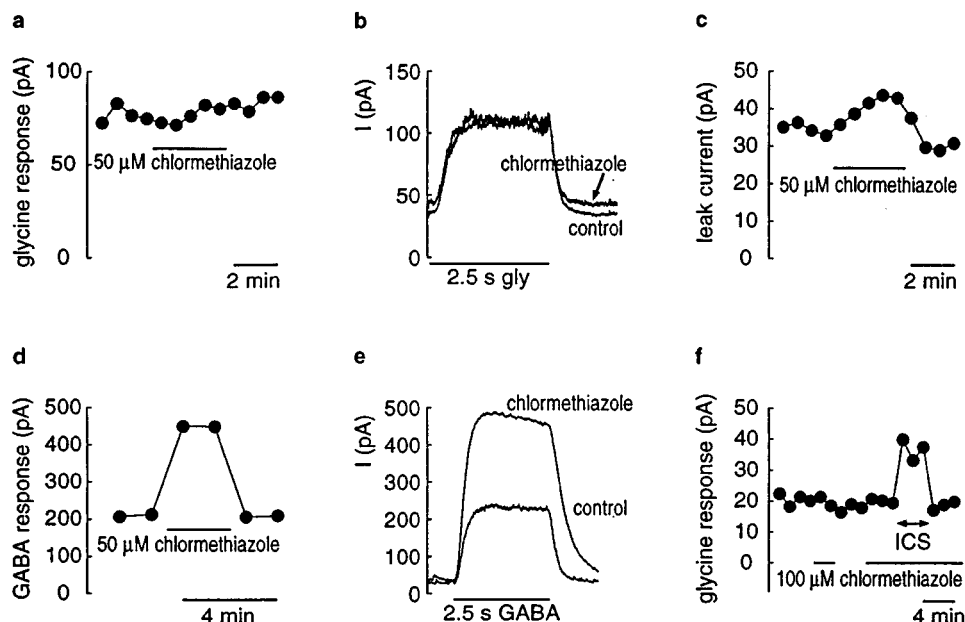 a
glycine response (pA)
100
50
0
50 µM chlormethiazole
2 min
b
I (pA)
150
100
50
0
chlormethiazole
control
2.5 s gly
c
leak current (pA)
50
40
30
20
10
0
50 µM chlormethiazole
2 min
d
GABA response (pA)
500
400
300
200
100
0
50 µM chlormethiazole
4 min
e
I (pA)
500
400
300
200
100
0
chlormethiazole
control
2.5 s GABA
f
glycine response (pA)
50
40
30
20
10
0
ICS
100 µM chlormethiazole
4 min